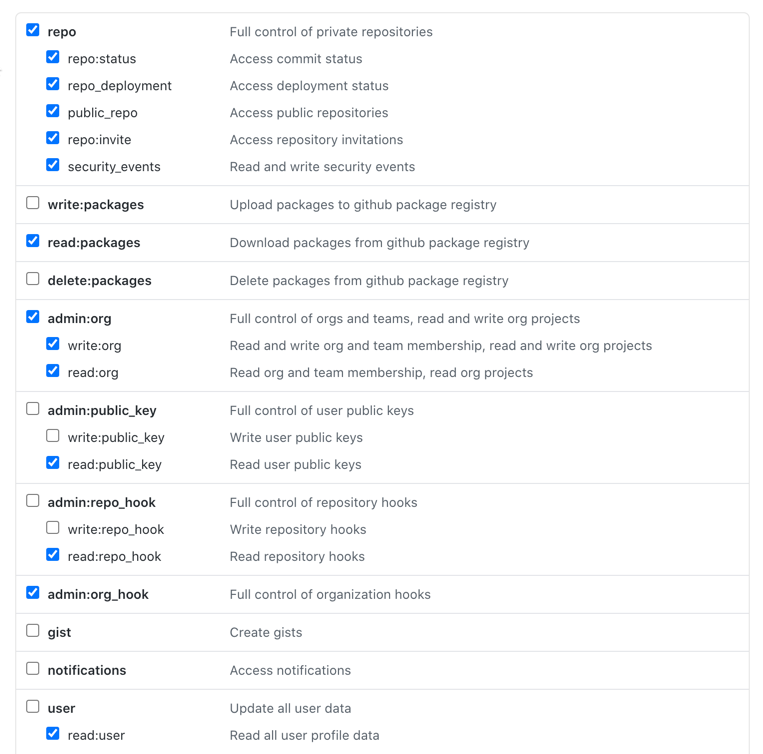 repo Full control of private repositories
repo:status Access commit status
repo_deployment Access deployment status
public_repo Access public repositories
repo:invite Access repository invitations
security_events Read and write security events
write:packages Upload packages to github package registry
read:packages Download packages from github package registry
delete:packages Delete packages from github package registry
admin:org Full control of orgs and teams, read and write org projects
write:org Read and write org and team membership, read and write org projects
read:org Read org and team membership, read org projects
admin:public_key Full control of user public keys
write:public_key Write user public keys
read:public_key Read user public keys
admin:repo_hook Full control of repository hooks
write:repo_hook Write repository hooks
read:repo_hook Read repository hooks
admin:org_hook Full control of organization hooks
gist Create gists
notifications Access notifications
user Update all user data
read:user Read all user profile data